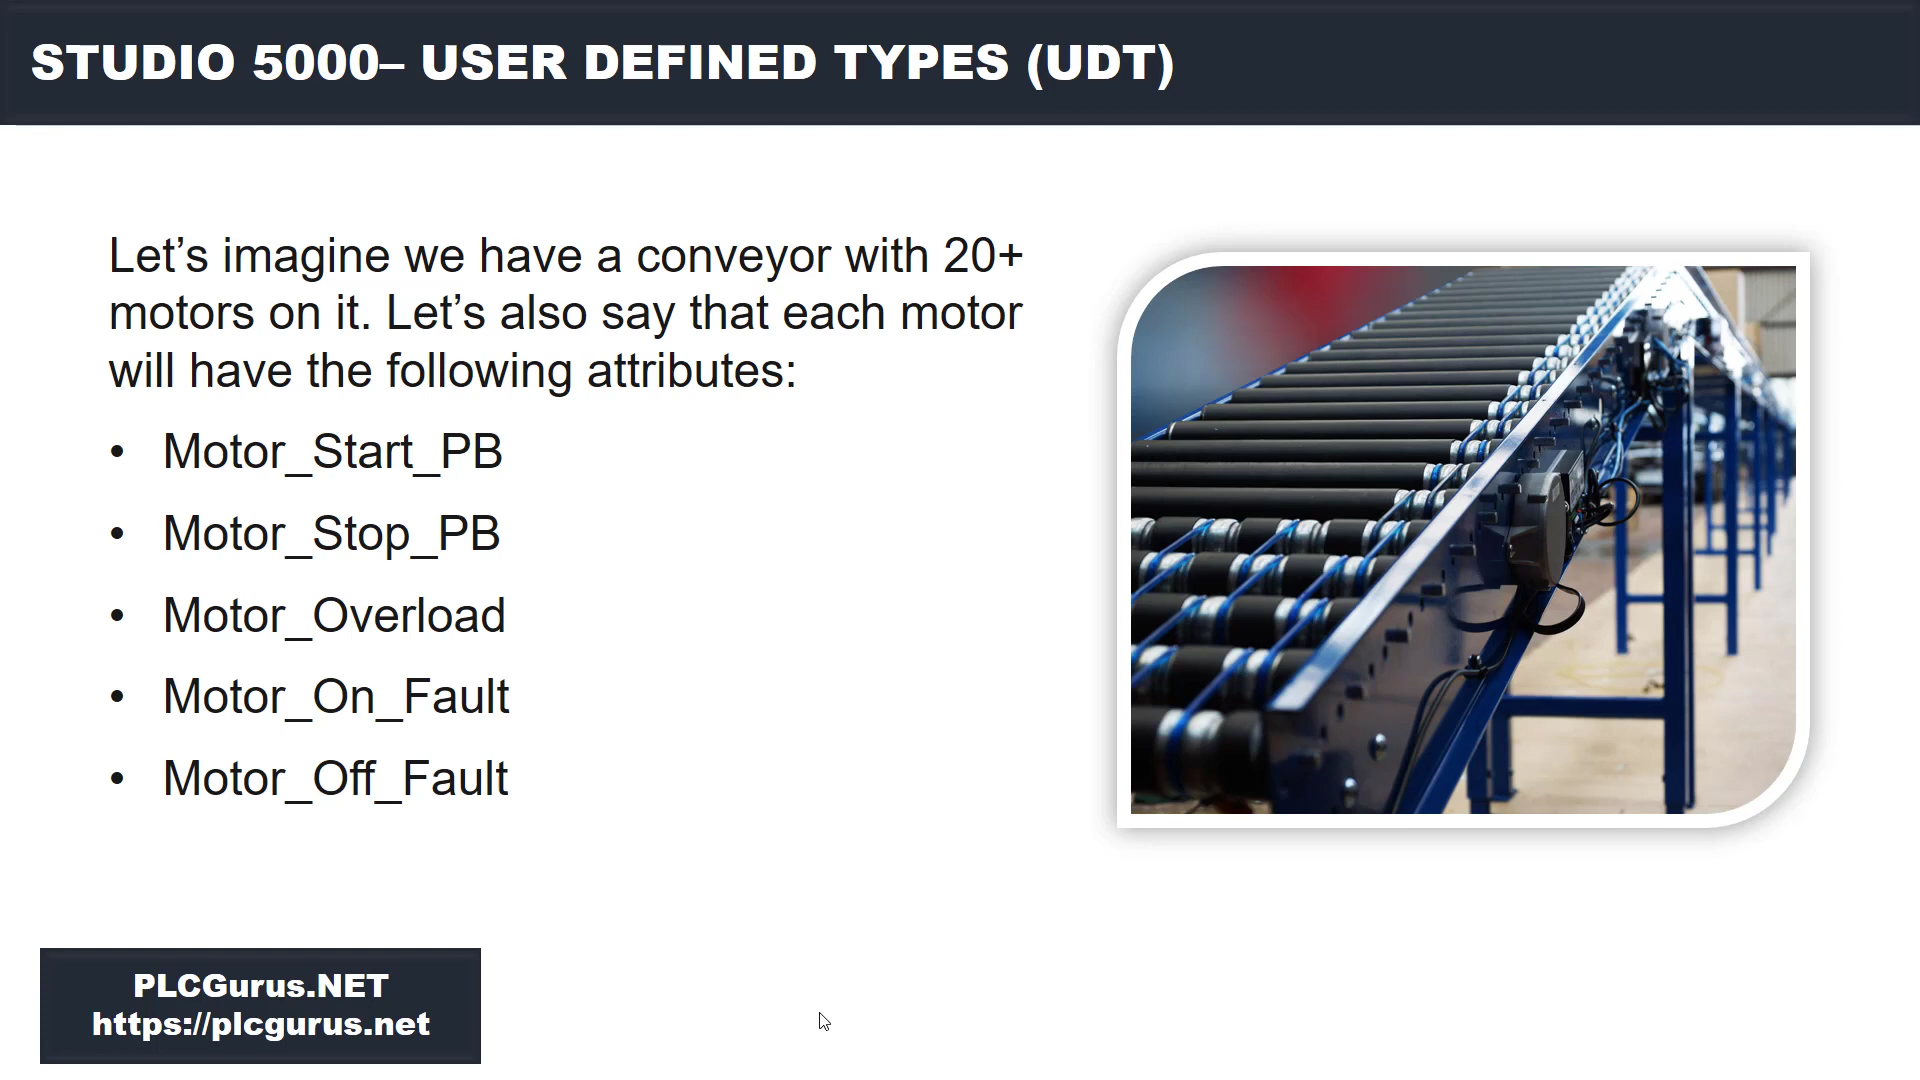 STUDIO 5000– USER DEFINED TYPES (UDT)
Let’s imagine we have a conveyor with 20+
motors on it. Let’s also say that each motor
will have the following attributes:
• Motor_Start_PB
• Motor_Stop_PB
• Motor_Overload
• Motor_On_Fault
• Motor_Off_Fault
PLCGurus.NET
https://plcgurus.net